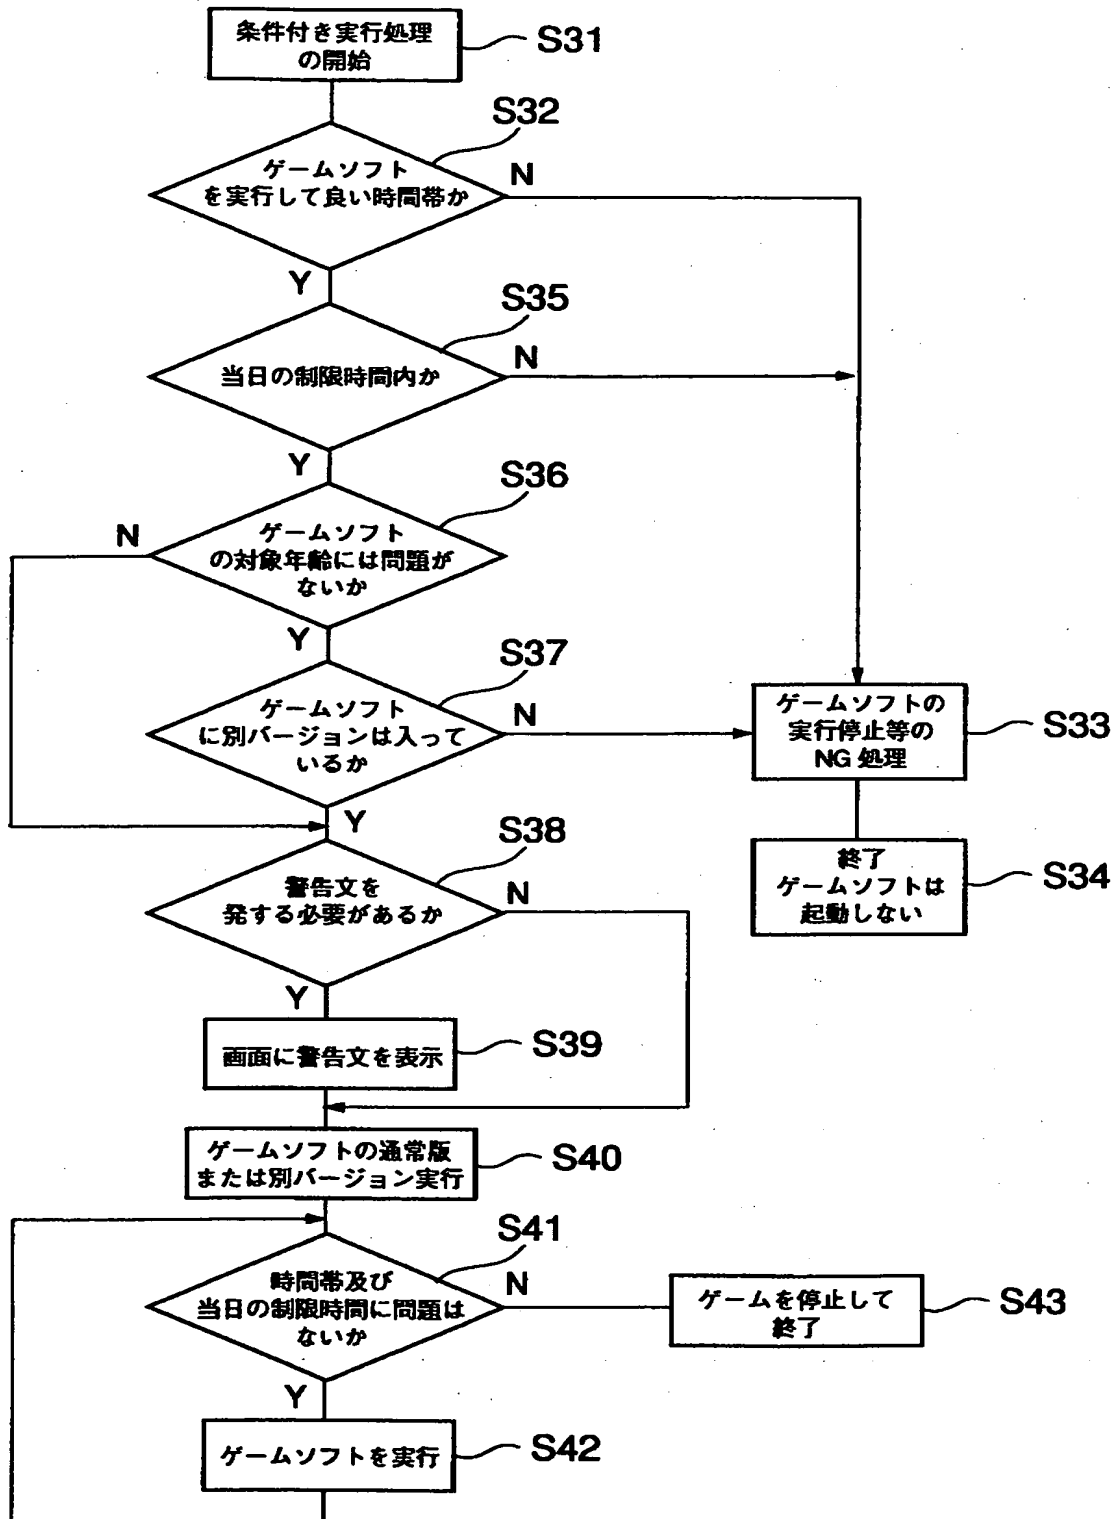 条件付き実行処理
の開始
S31
S32
ゲームソフト
を実行して良い時間帯か
N
Y
S35
当日の制限時間内か
N
Y
S36
ゲームソフト
の対象年齢には問題が
ないか
N
Y
S37
ゲームソフト
に別バージョンは入って
いるか
N
Y
ゲームソフトの
実行停止等の
NG 処理
S33
終了
ゲームソフトは
起動しない
S34
S38
警告文を
発する必要があるか
N
Y
画面に警告文を表示
S39
ゲームソフトの通常版
または別バージョン実行
S40
S41
時間帯及び
当日の制限時間に問題は
ないか
N
Y
ゲームを停止して
終了
S43
ゲームソフトを実行
S42